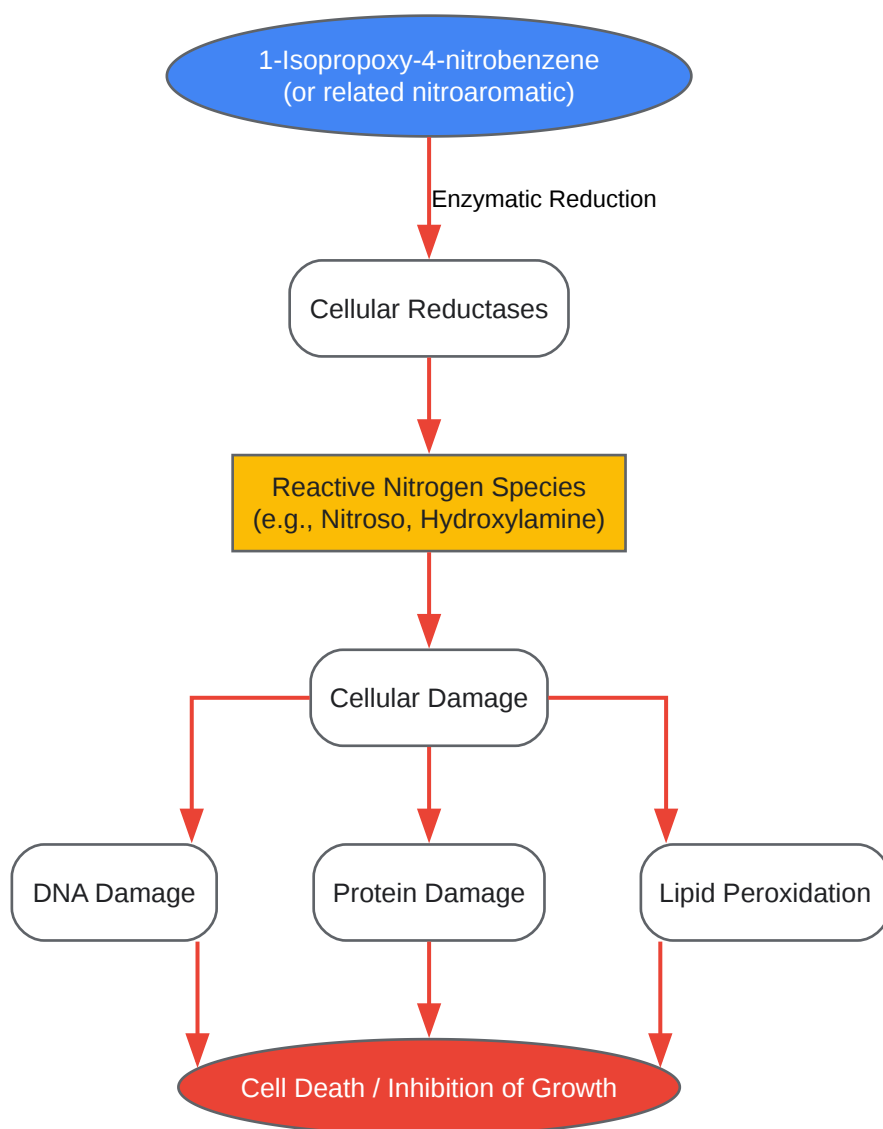 1-Isopropoxy-4-nitrobenzene
(or related nitroaromatic)
Enzymatic Reduction
Cellular Reductases
Reactive Nitrogen Species
(e.g., Nitroso, Hydroxylamine)
Cellular Damage
DNA Damage
Protein Damage
Lipid Peroxidation
Cell Death / Inhibition of Growth